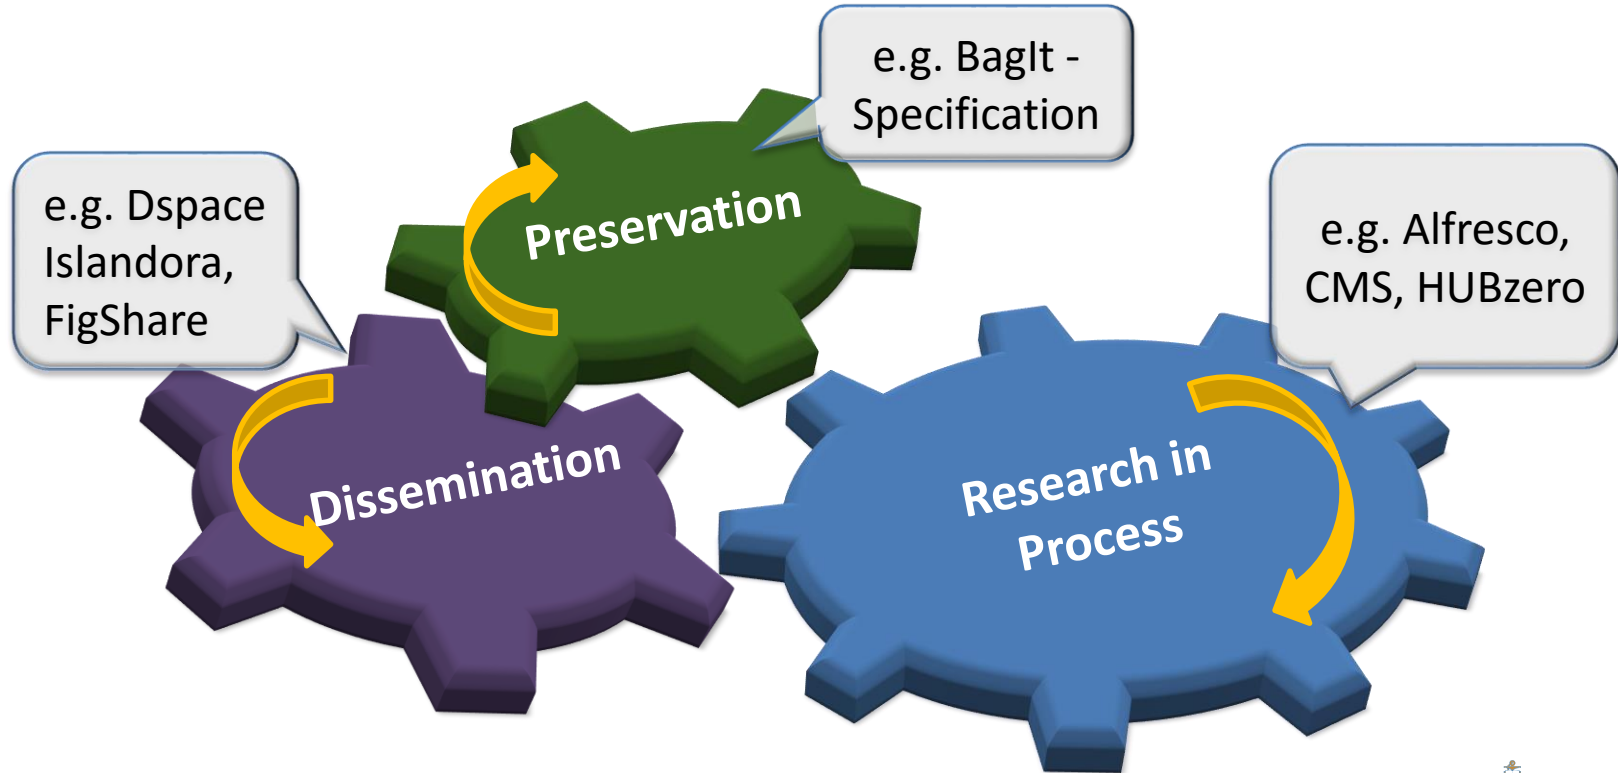 e.g. BagIt -
Specification
Preservation
e.g. Dspace
Islandora,
FigShare
Dissemination
e.g. Alfresco,
CMS, HUBzero
Research in
Process